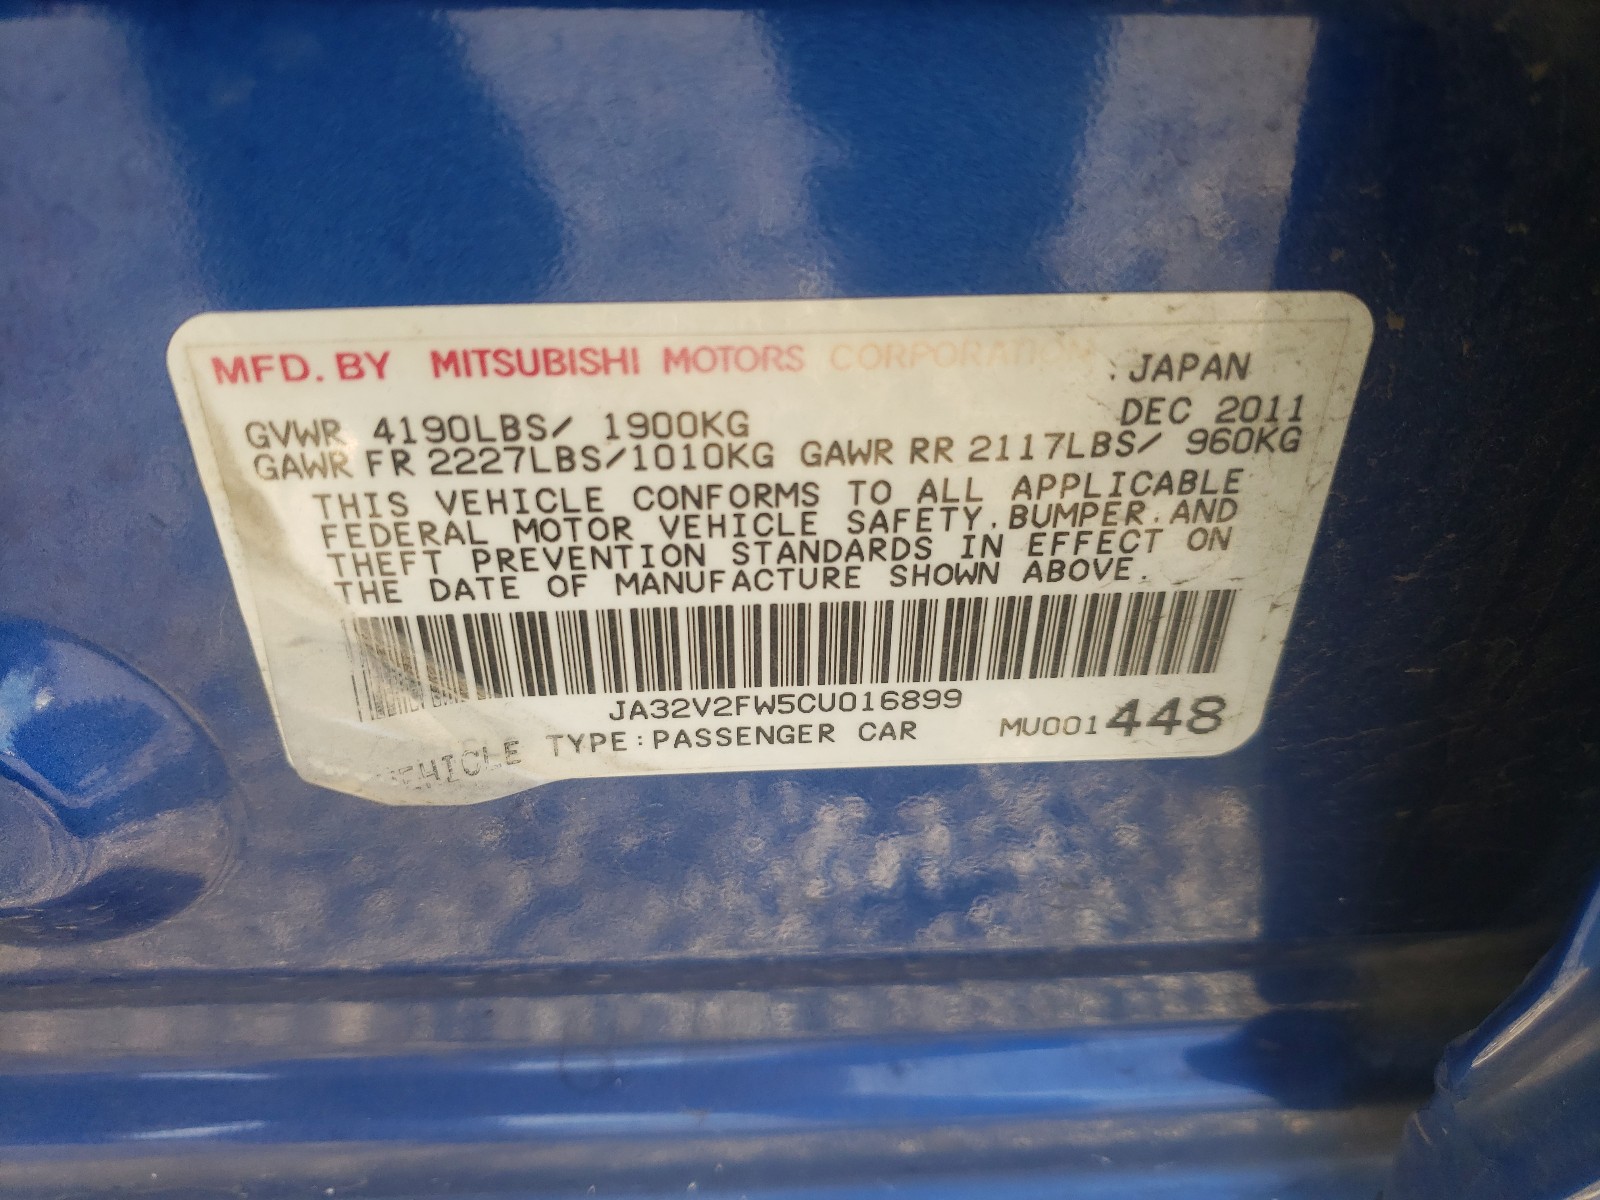 MFD. BY MITSUBISHI MOTORS CORPORATION, JAPAN
GVWR 4190LBS/ 1900KG DEC 2011
GAWR FR 2227LBS/1010KG GAWR RR 2117LBS/ 960KG
THIS VEHICLE CONFORMS TO ALL APPLICABLE
FEDERAL MOTOR VEHICLE SAFETY, BUMPER, AND
THEFT PREVENTION STANDARDS IN EFFECT ON
THE DATE OF MANUFACTURE SHOWN ABOVE.
JA32V2FW5CU016899
VEHICLE TYPE:PASSENGER CAR MU001448